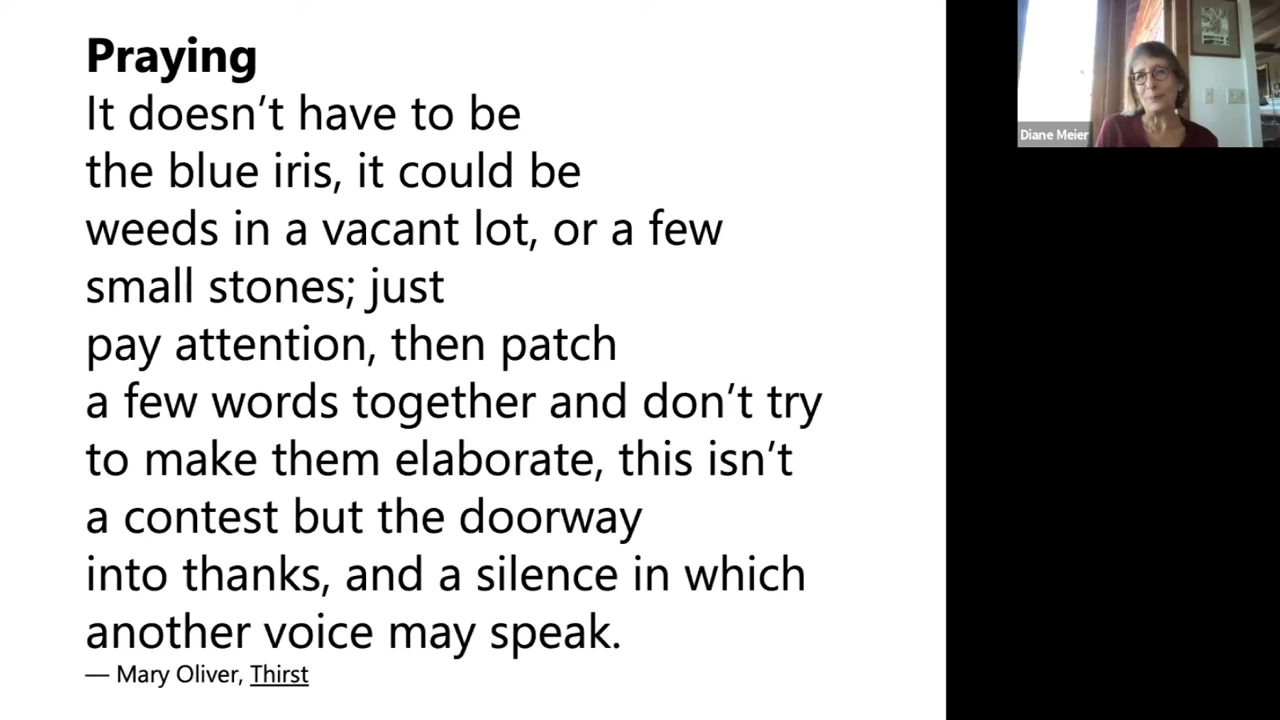 Praying
It doesn’t have to be
the blue iris, it could be
weeds in a vacant lot, or a few
small stones; just
pay attention, then patch
a few words together and don’t try
to make them elaborate, this isn’t
a contest but the doorway
into thanks, and a silence in which
another voice may speak.
— Mary Oliver, Thirst
Diane Meier